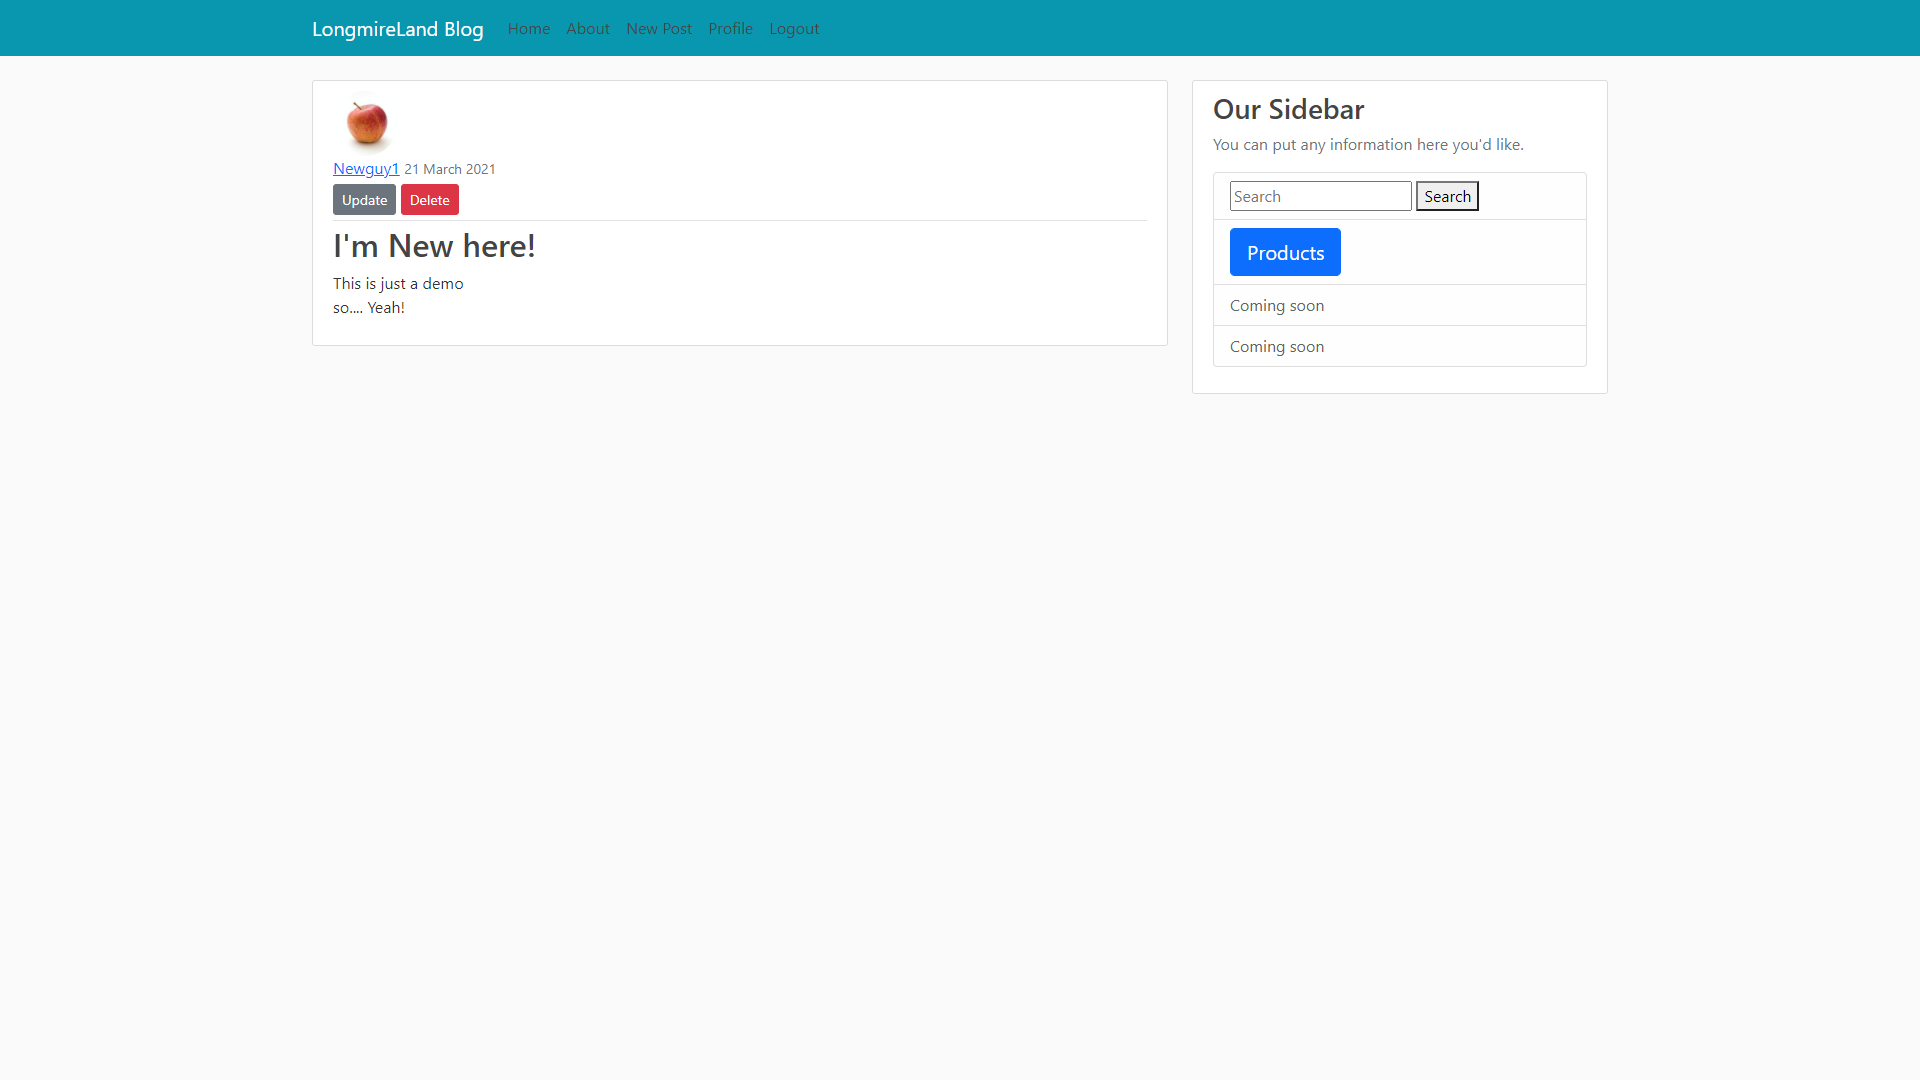 LongmireLand Blog Home About New Post Profile Logout
Newguy1 21 March 2021
Update Delete
I'm New here!
This is just a demo
so.... Yeah!
Our Sidebar
You can put any information here you'd like.
Search Search
Products
Coming soon
Coming soon